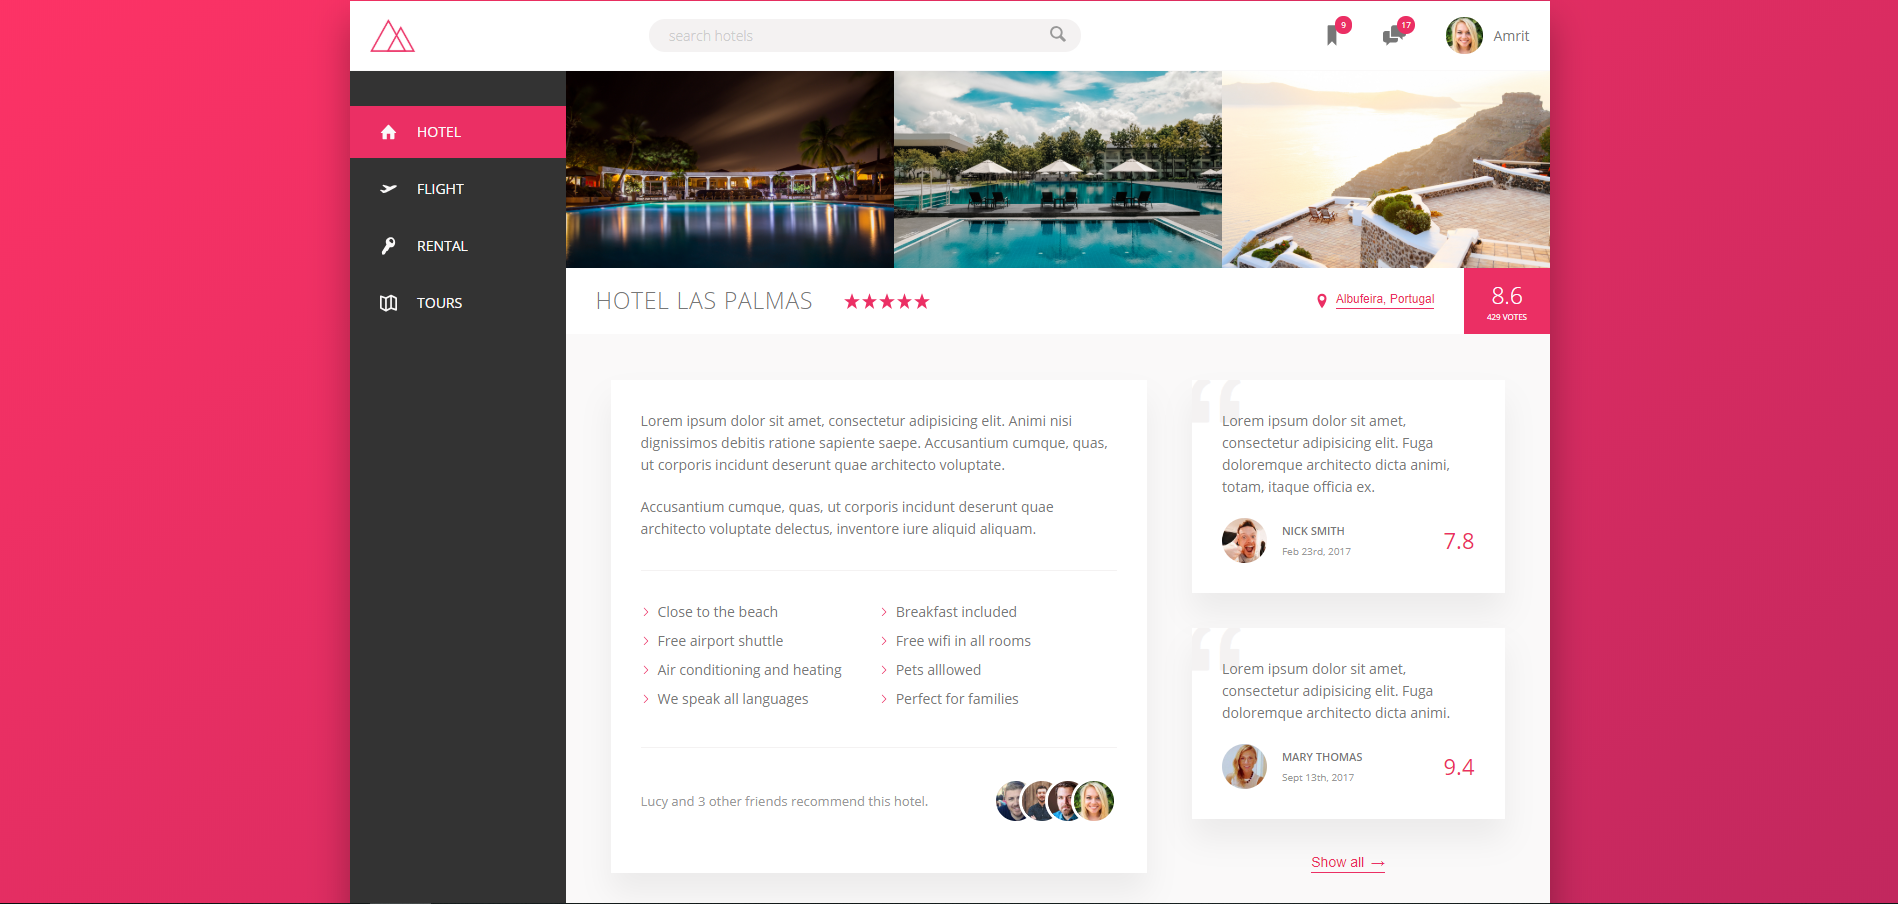 search hotels
9
17
Amrit
HOTEL
FLIGHT
RENTAL
TOURS
HOTEL LAS PALMAS
Albufeira, Portugal
8.6
429 VOTES
Lorem ipsum dolor sit amet, consectetur adipisicing elit. Animi nisi
dignissimos debitis ratione sapiente saepe. Accusantium cumque, quas,
ut corporis incidunt deserunt quae architecto voluptate.
Accusantium cumque, quas, ut corporis incidunt deserunt quae
architecto voluptate delectus, inventore iure aliquid aliquam.
Close to the beach
Breakfast included
Free airport shuttle
Free wifi in all rooms
Air conditioning and heating
Pets alllowed
We speak all languages
Perfect for families
Lucy and 3 other friends recommend this hotel.
“
Lorem ipsum dolor sit amet,
consectetur adipisicing elit. Fuga
doloremque architecto dicta animi,
totam, itaque officia ex.
NICK SMITH
Feb 23rd, 2017
7.8
“
Lorem ipsum dolor sit amet,
consectetur adipisicing elit. Fuga
doloremque architecto dicta animi.
MARY THOMAS
Sept 13th, 2017
9.4
Show all →